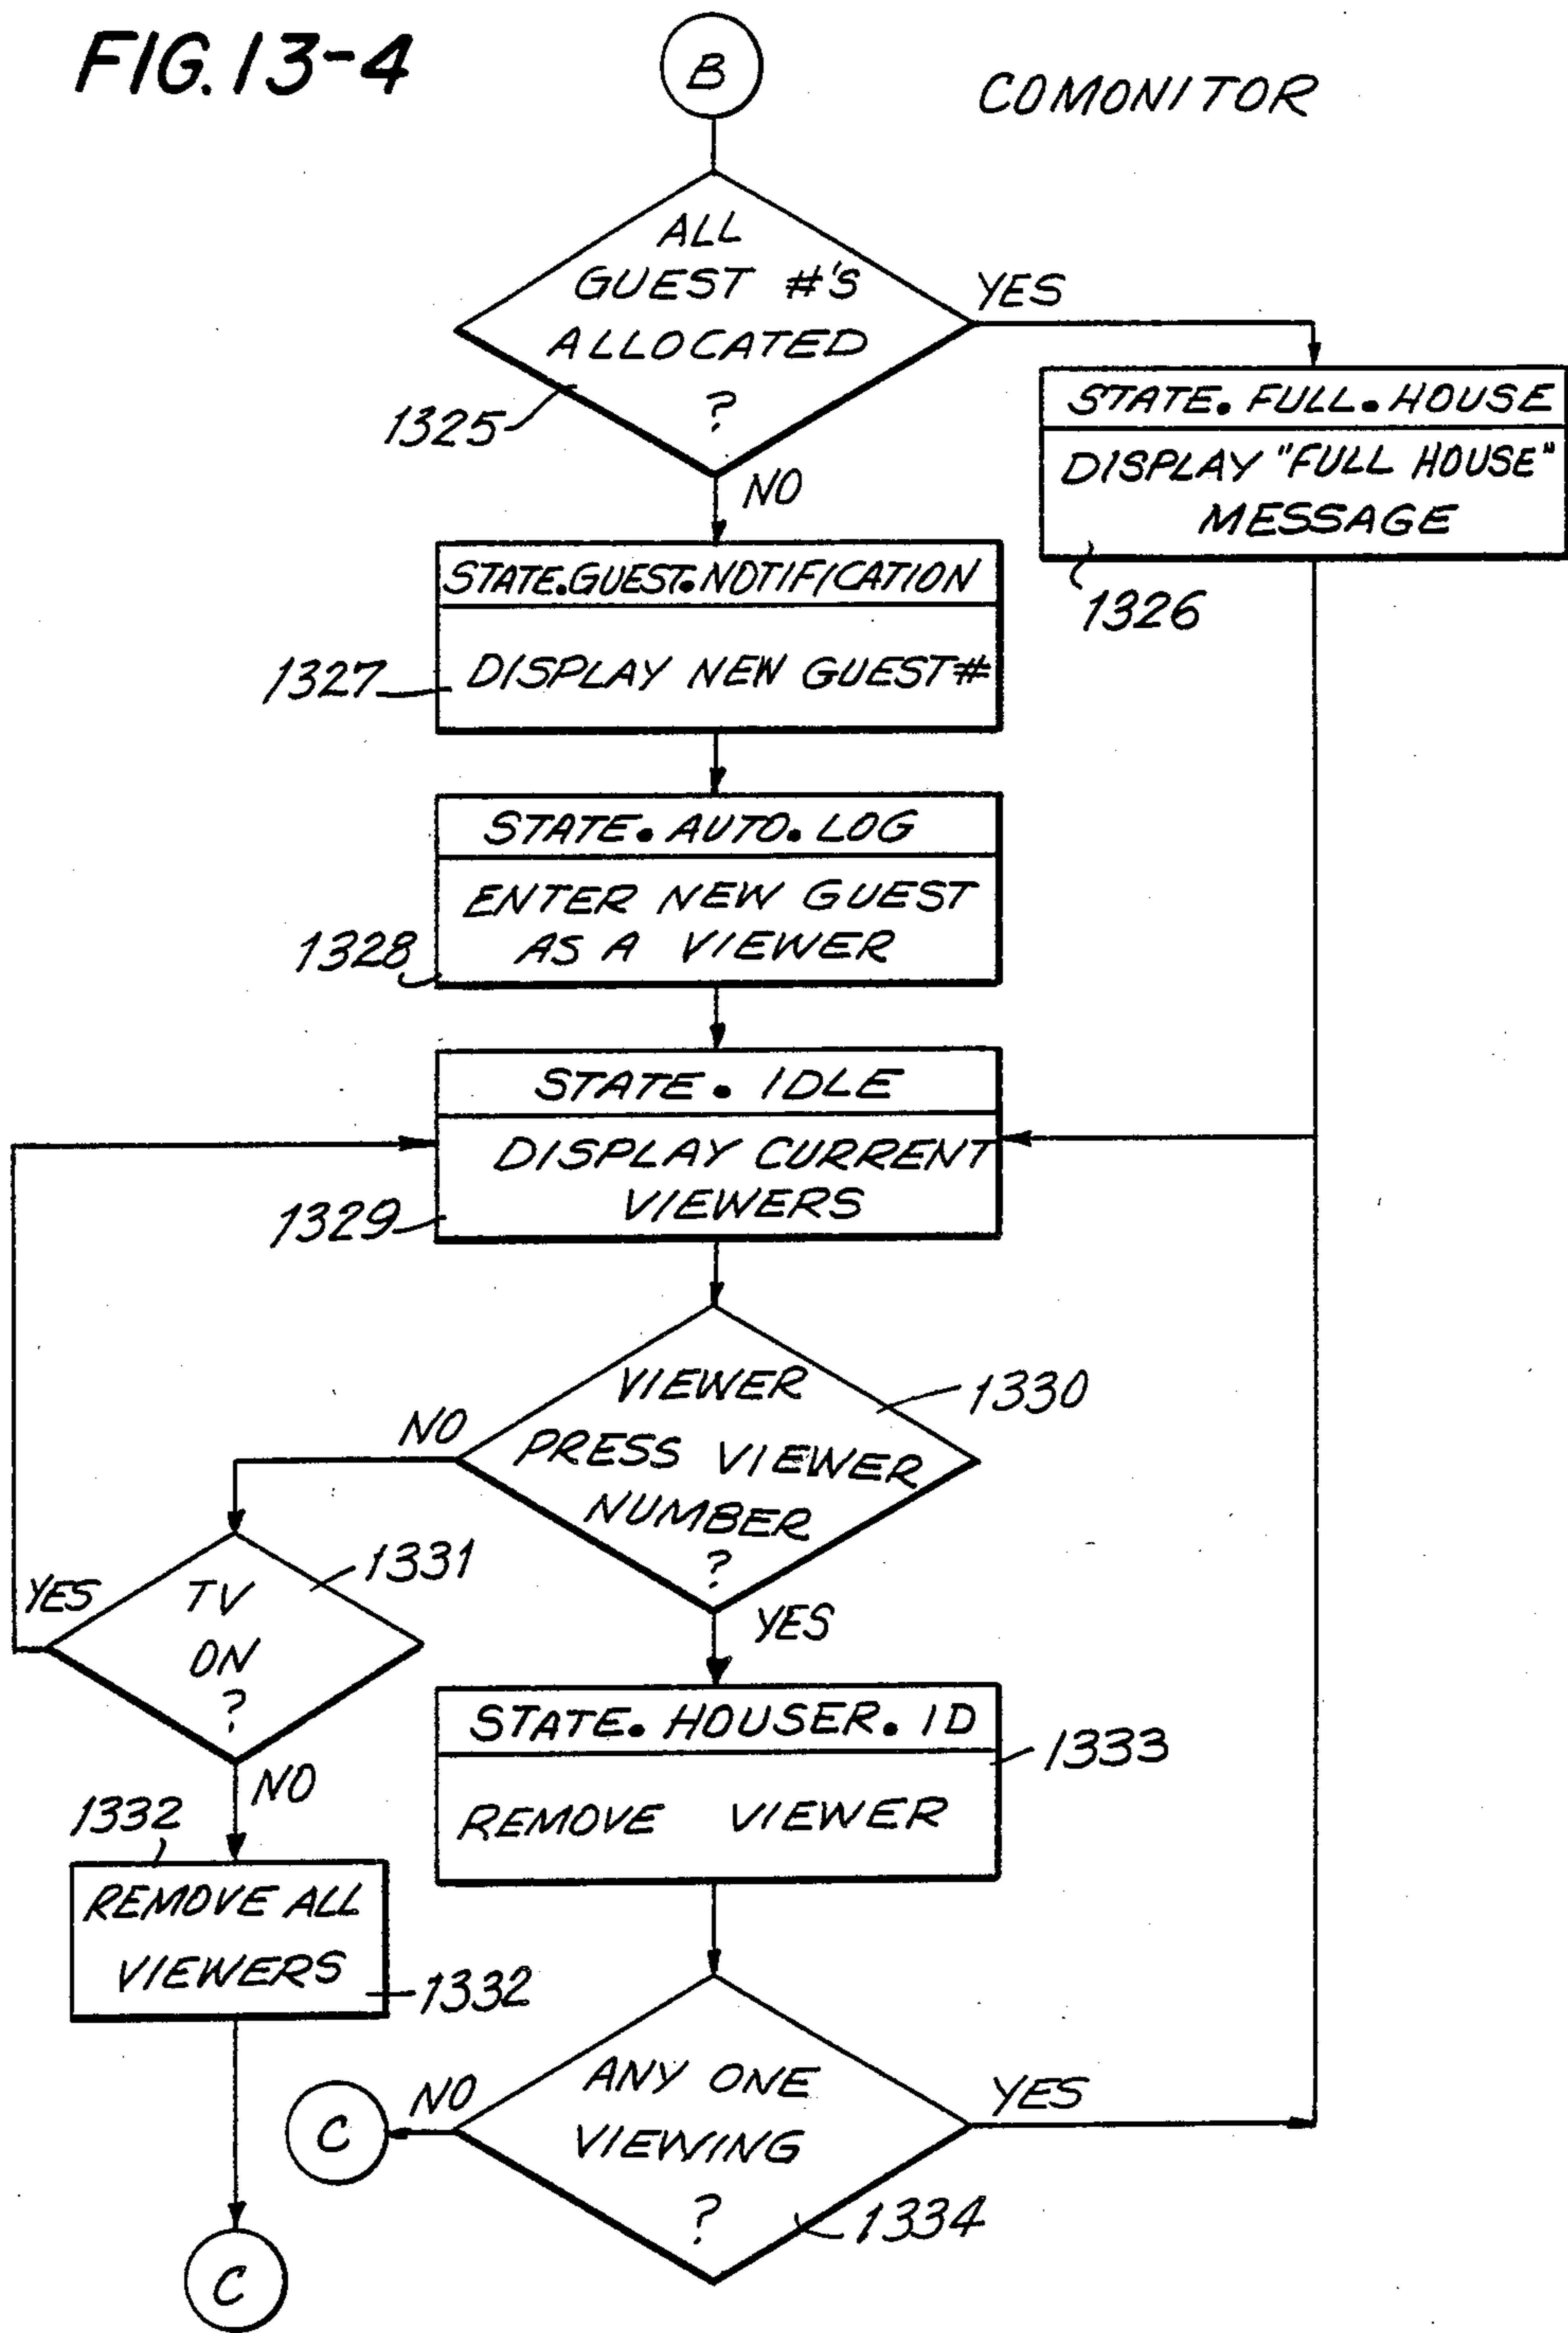 FIG. 13-4
B
COMONITOR
ALL
GUEST #'S
ALLOCATED
?
1325
YES
NO
STATE. FULL. HOUSE
DISPLAY "FULL HOUSE"
MESSAGE
1326
STATE.GUEST.NOTIFICATION
DISPLAY NEW GUEST#
1327
STATE. AUTO. LOG
ENTER NEW GUEST
AS A VIEWER
1328
STATE. IDLE
DISPLAY CURRENT
VIEWERS
1329
VIEWER
PRESS VIEWER
NUMBER
?
1330
NO
YES
TV
ON
?
1331
YES
NO
STATE. HOUSER. ID
REMOVE VIEWER
1333
1332
REMOVE ALL
VIEWERS
1332
ANY ONE
VIEWING
?
1334
NO
YES
C
C